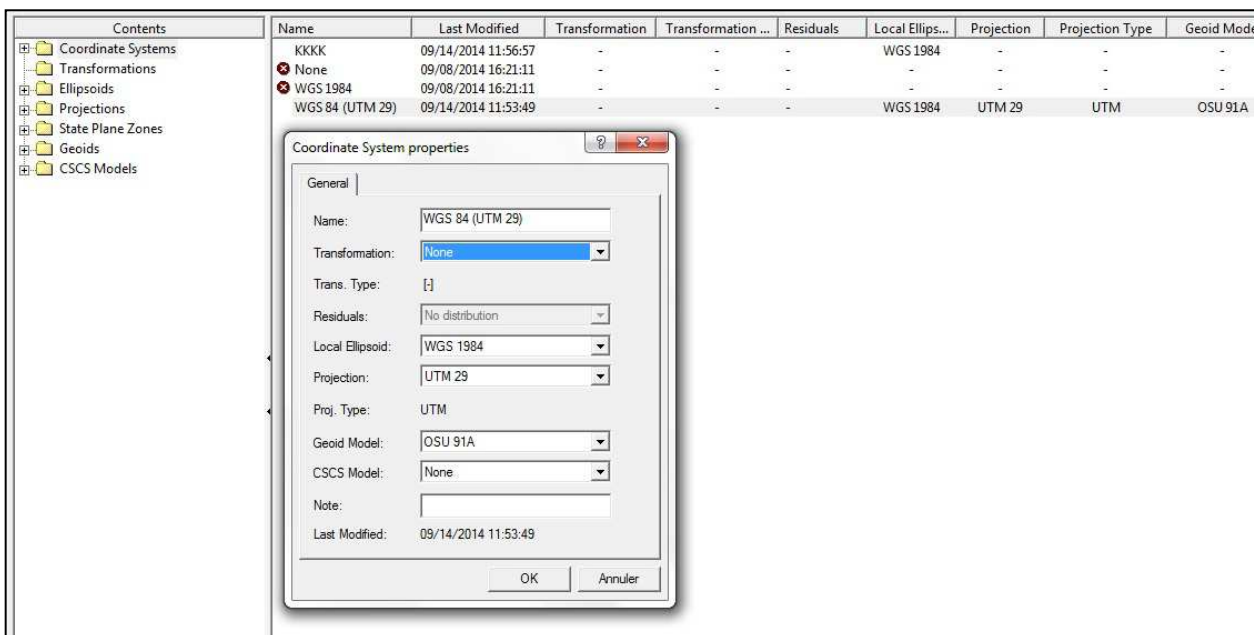 Contents
Coordinate Systems
Transformations
Ellipsoids
Projections
State Plane Zones
Geoids
CSCS Models
Name Last Modified Transformation Transformation ... Residuals Local Ellips... Projection Projection Type Geoid Mode
KKKK 09/14/2014 11:56:57 - - - WGS 1984 - - -
None 09/08/2014 16:21:11 - - - - - - -
WGS 1984 09/08/2014 16:21:11 - - - - - - -
WGS 84 (UTM 29) 09/14/2014 11:53:49 - - - WGS 1984 UTM 29 UTM OSU 91A
Coordinate System properties
General
Name: WGS 84 (UTM 29)
Transformation: None
Trans. Type: [-]
Residuals: No distribution
Local Ellipsoid: WGS 1984
Projection: UTM 29
Proj. Type: UTM
Geoid Model: OSU 91A
CSCS Model: None
Note:
Last Modified: 09/14/2014 11:53:49
OK Annuler